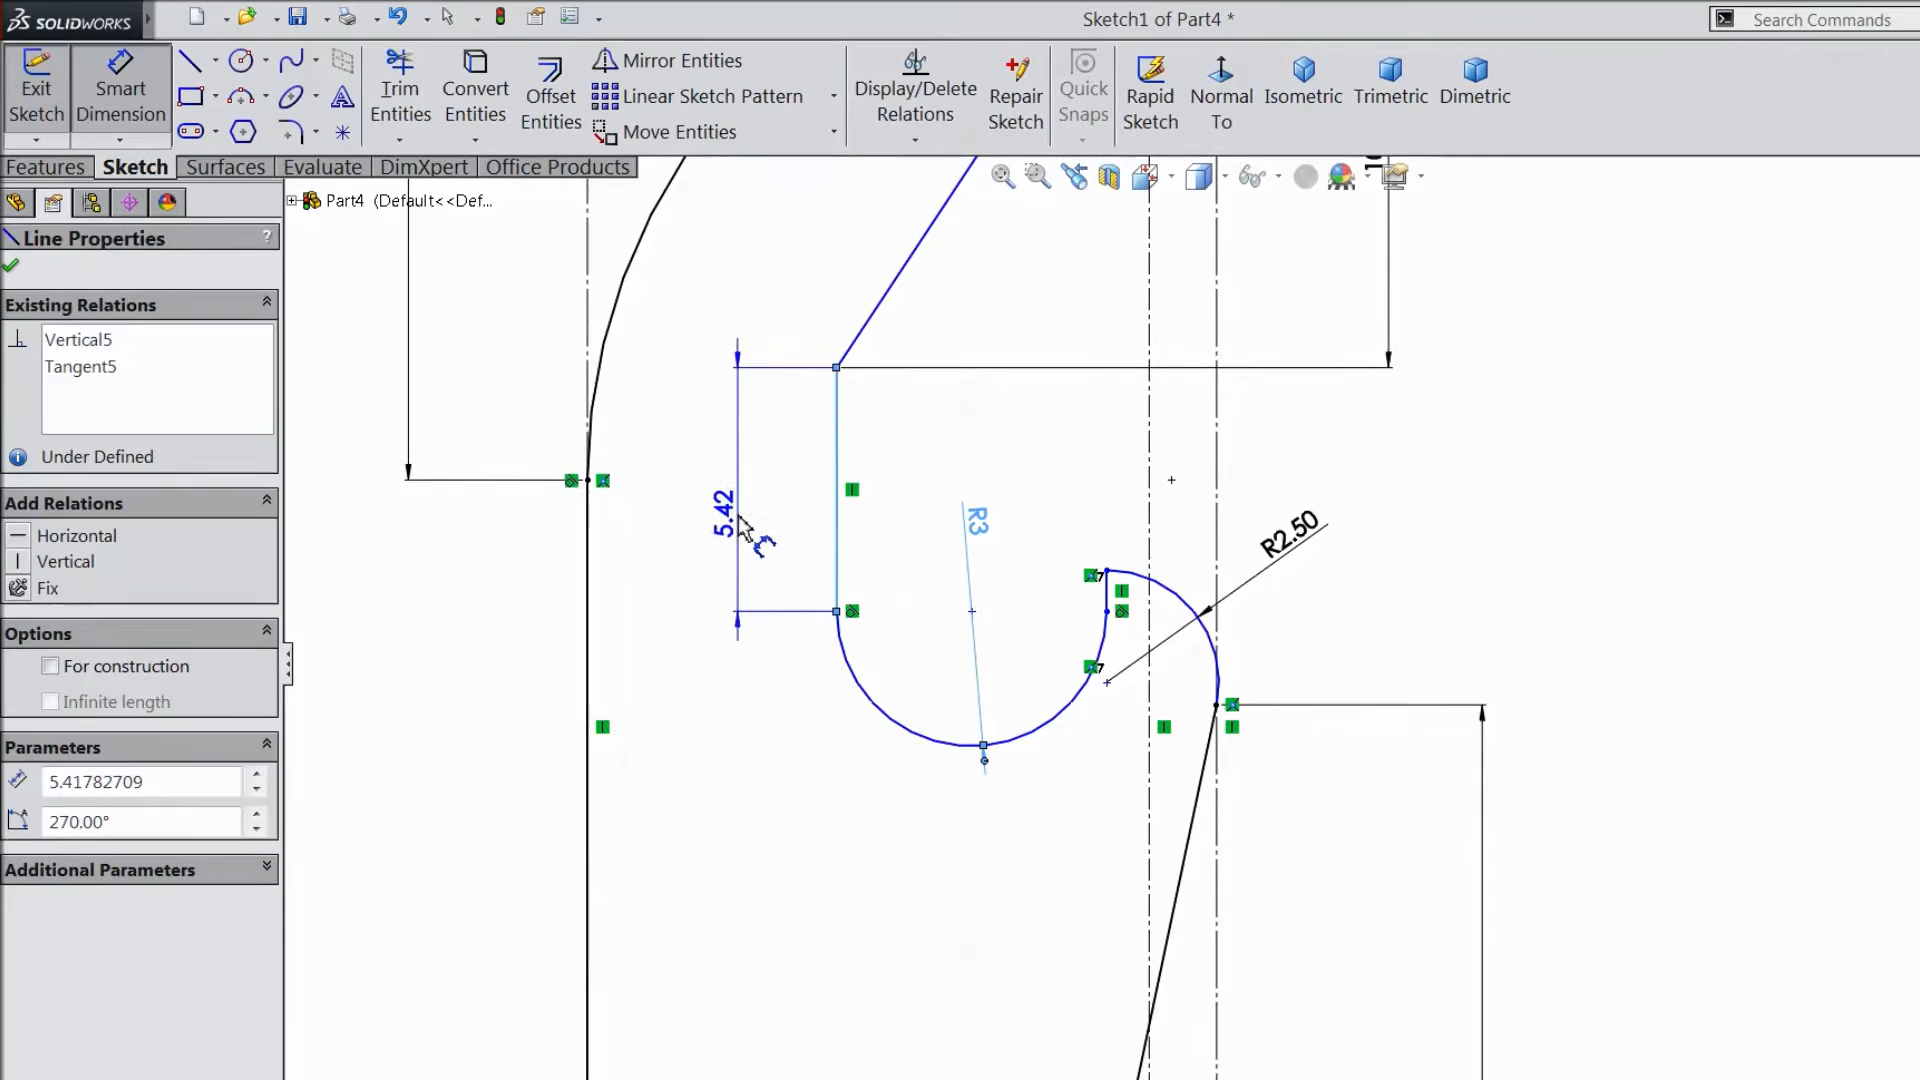 SOLIDWORKS
Sketch1 of Part4 *
Search Commands
Exit Sketch
Smart Dimension
Trim Entities
Convert Entities
Offset Entities
Mirror Entities
Linear Sketch Pattern
Move Entities
Display/Delete Relations
Repair Sketch
Quick Snaps
Rapid Sketch
Normal To
Isometric
Trimetric
Dimetric
Features
Sketch
Surfaces
Evaluate
DimXpert
Office Products
Part4 (Default<<Def...
Line Properties
?
Existing Relations
Vertical5
Tangent5
Under Defined
Add Relations
Horizontal
Vertical
Fix
Options
For construction
Infinite length
Parameters
5.41782709
270.00°
Additional Parameters
5.42
R3
R2.50
7
7